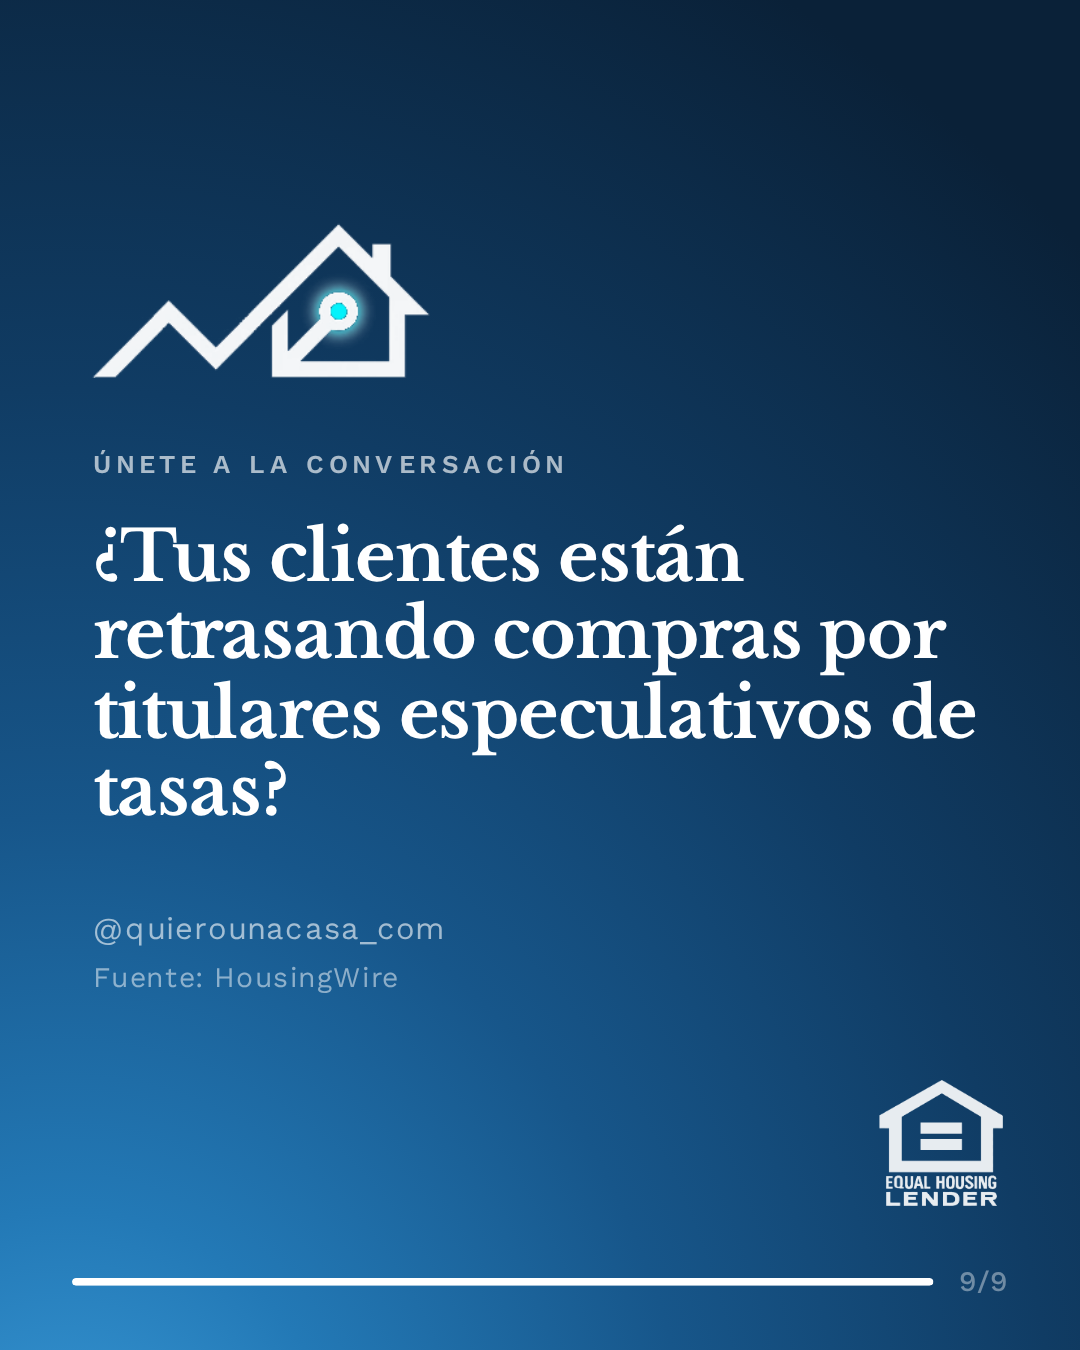 ÚNETE A LA CONVERSACIÓN
¿Tus clientes están
retrasando compras por
titulares especulativos de
tasas?
@quierounacasa_com
Fuente: HousingWire
EQUAL HOUSING
LENDER
9/9